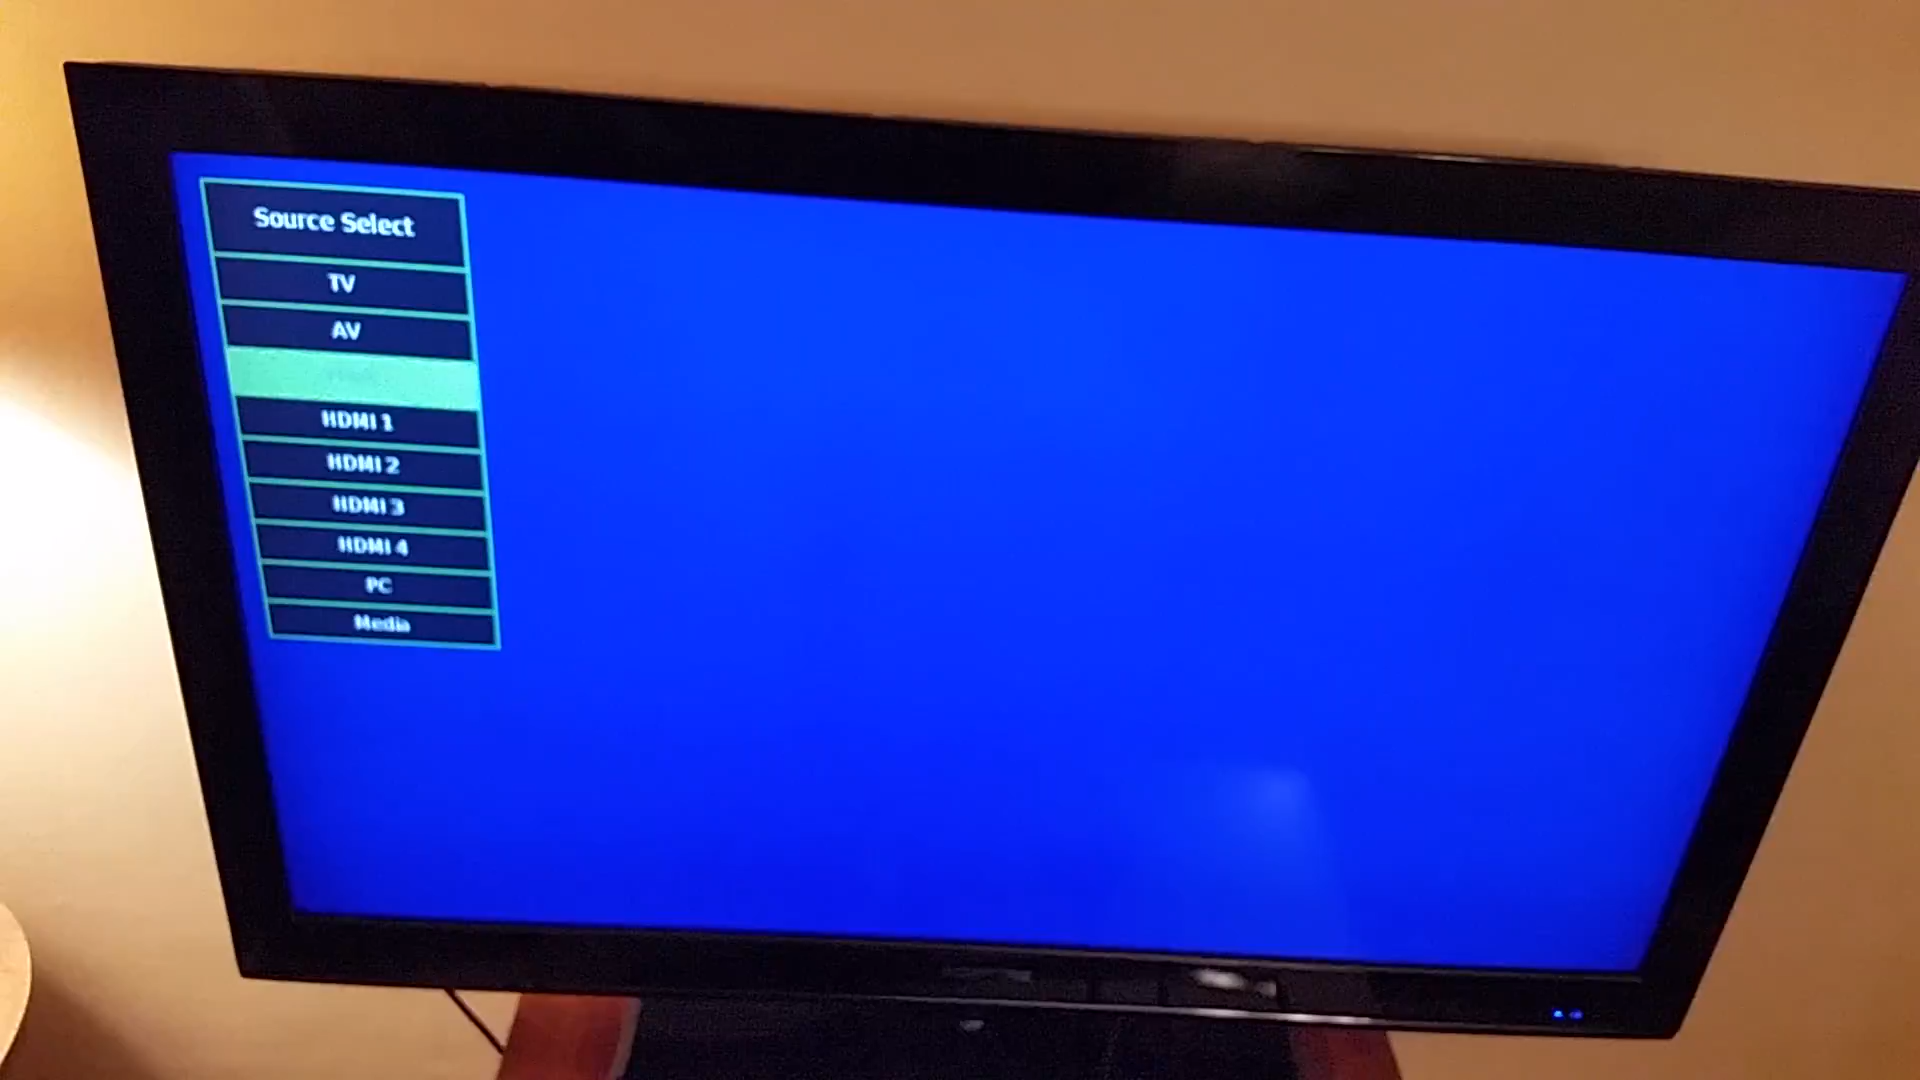 Source Select
TV
AV
HDMI 1
HDMI 2
HDMI 3
HDMI 4
PC
Media